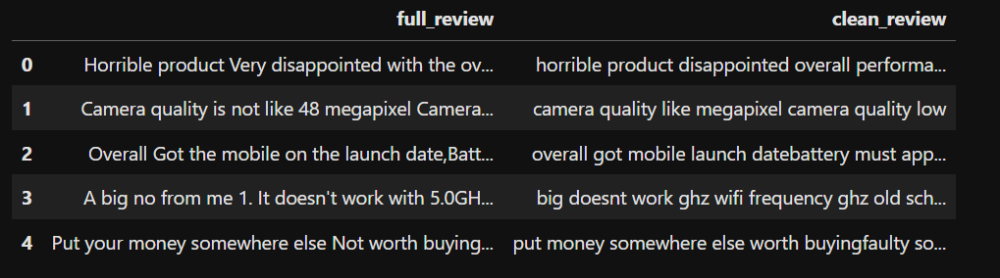 full_review clean_review
0 Horrible product Very disappointed with the ov... horrible product disappointed overall performa...
1 Camera quality is not like 48 megapixel Camera... camera quality like megapixel camera quality low
2 Overall Got the mobile on the launch date,Batt... overall got mobile launch datebattery must app...
3 A big no from me 1. It doesn't work with 5.0GH... big doesnt work ghz wifi frequency ghz old sch...
4 Put your money somewhere else Not worth buying... put money somewhere else worth buyingfaulty so...